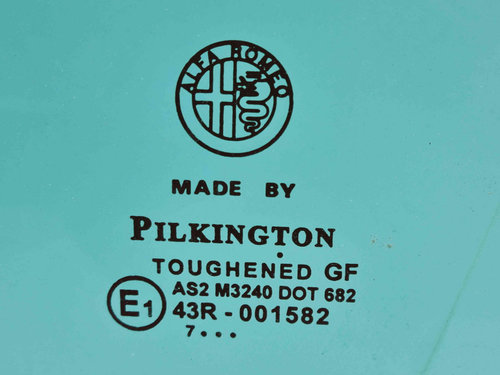 ALFA ROMEO
MADE BY
PILKINGTON
TOUGHENED GF
AS2 M3240 DOT 682
E1
43R - 001582
7...